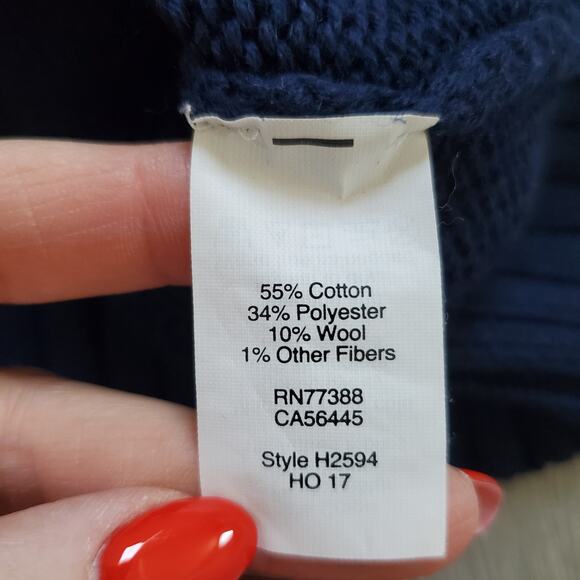 55% Cotton
34% Polyester
10% Wool
1% Other Fibers
RN77388
CA56445
Style H2594
HO 17